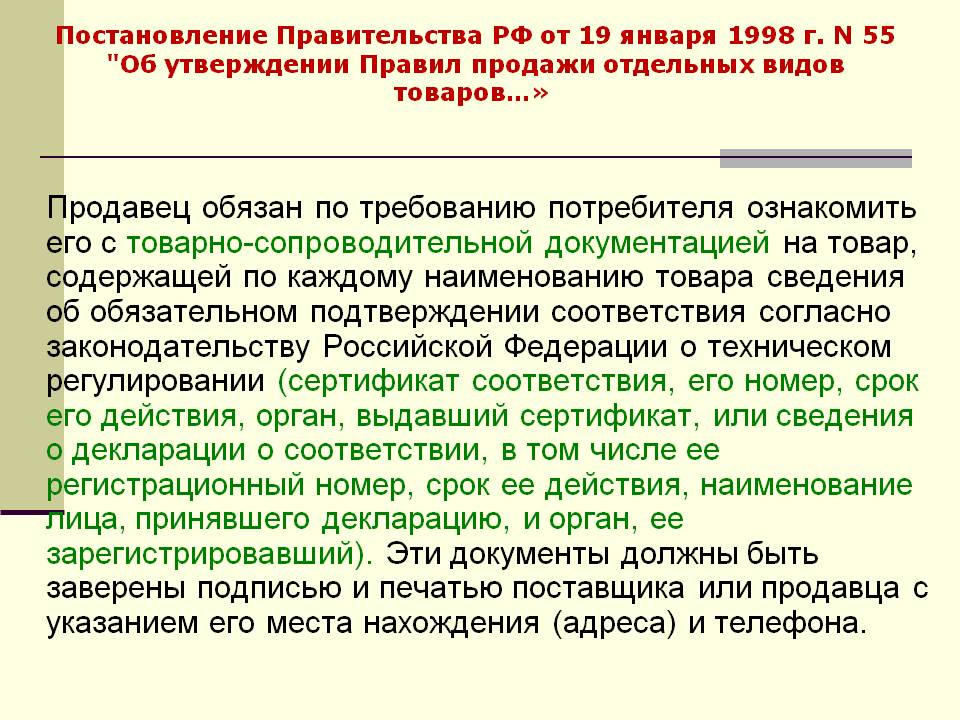 Постановление Правительства РФ от 19 января 1998 г. N 55
"Об утверждении Правил продажи отдельных видов
товаров…»
Продавец обязан по требованию потребителя ознакомить
его с товарно-сопроводительной документацией на товар,
содержащей по каждому наименованию товара сведения
об обязательном подтверждении соответствия согласно
законодательству Российской Федерации о техническом
регулировании (сертификат соответствия, его номер, срок
его действия, орган, выдавший сертификат, или сведения
о декларации о соответствии, в том числе ее
регистрационный номер, срок ее действия, наименование
лица, принявшего декларацию, и орган, ее
зарегистрировавший). Эти документы должны быть
заверены подписью и печатью поставщика или продавца с
указанием его места нахождения (адреса) и телефона.